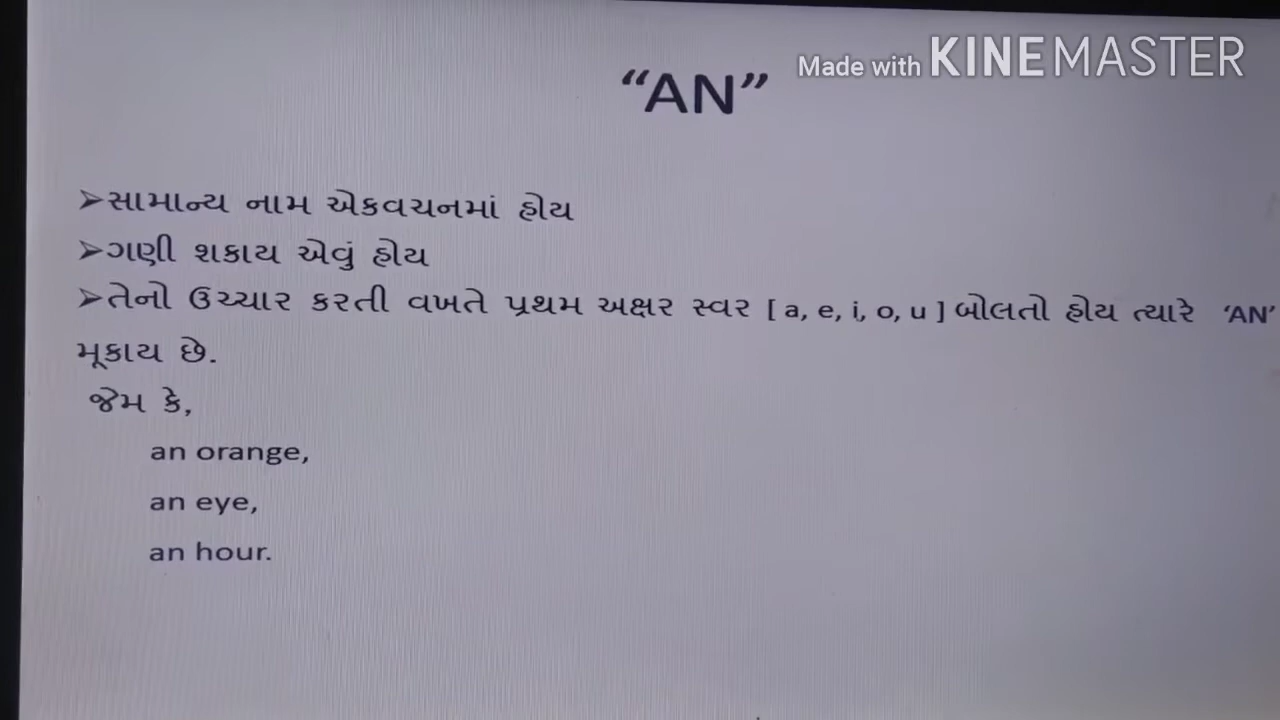 Made with KINEMASTER
“AN”
➢સામાન્ય નામ એકવચનમાં હોય
➢ગણી શકાય એવું હોય
➢તેનો ઉચ્ચાર કરતી વખતે પ્રથમ અક્ષર સ્વર [ a, e, i, o, u ] બોલતો હોય ત્યારે ‘AN’
મૂકાય છે.
જેમ કે,
an orange,
an eye,
an hour.